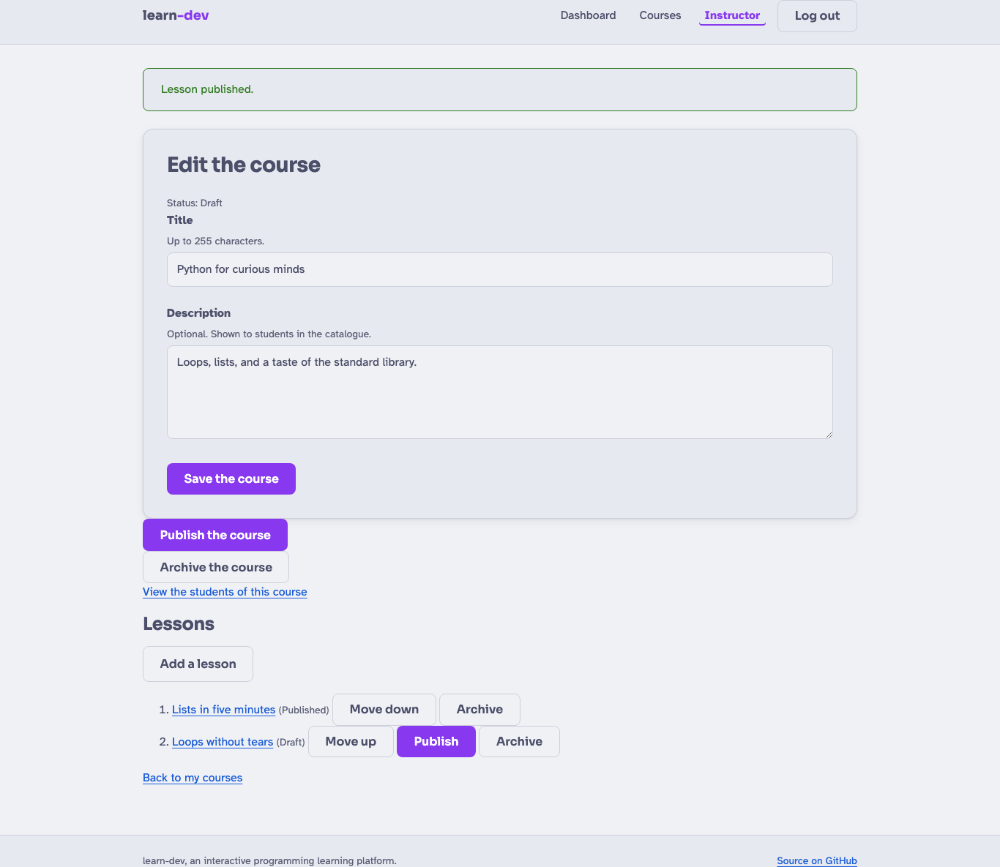 learn-dev Dashboard Courses Instructor Log out
Lesson published.
Edit the course
Status: Draft
Title
Up to 255 characters.
Python for curious minds
Description
Optional. Shown to students in the catalogue.
Loops, lists, and a taste of the standard library.
Save the course
Publish the course
Archive the course
View the students of this course
Lessons
Add a lesson
1. Lists in five minutes (Published) Move down Archive
2. Loops without tears (Draft) Move up Publish Archive
Back to my courses
learn-dev, an interactive programming learning platform. Source on GitHub